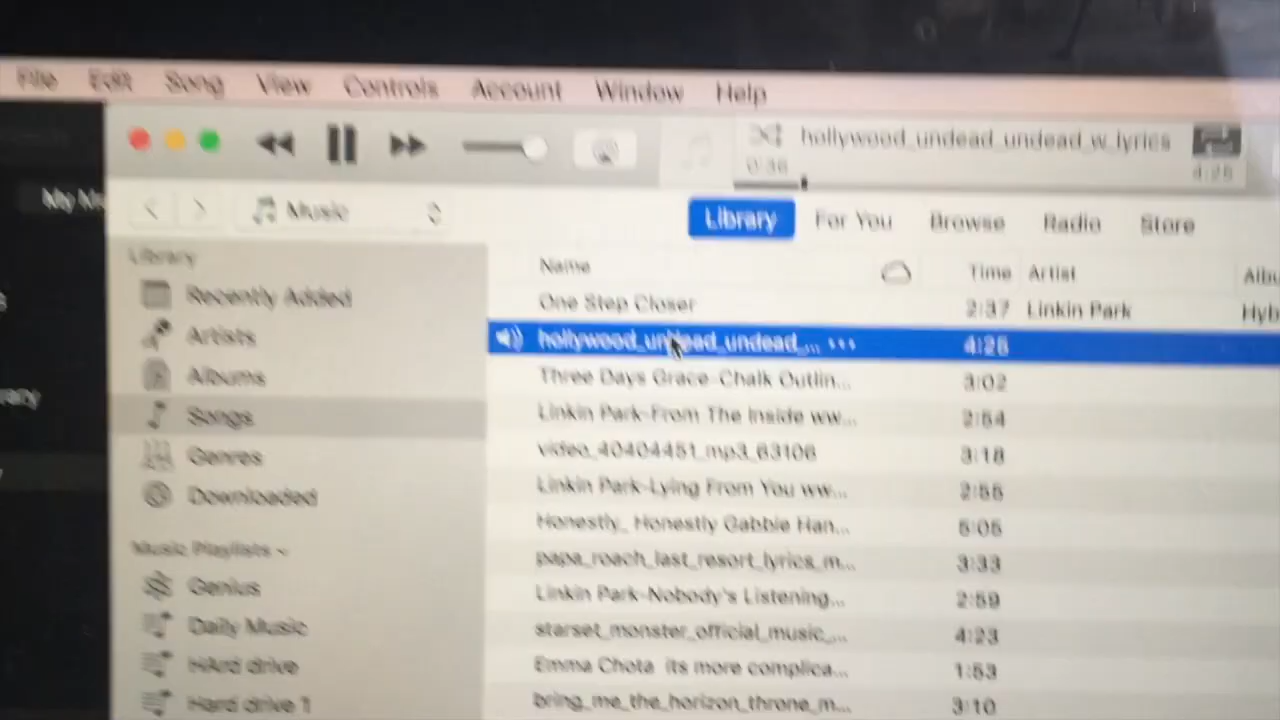 File Edit Song View Controls Account Window Help
hollywood_undead_undead_w_lyrics
0:36 4:25
My M
Music
Library For You Browse Radio Store
Library
Name Time Artist Albu
Recently Added
One Step Closer 2:37 Linkin Park Hyb
Artists
hollywood_undead_undead_... ••• 4:25
Albums
Three Days Grace-Chalk Outlin... 3:02
Songs
Linkin Park-From The Inside ww... 2:54
Genres
video_40404451_mp3_63106 3:18
Downloaded
Linkin Park-Lying From You ww... 2:55
Honestly_ Honestly Gabbie Han... 5:05
Music Playlists
papa_roach_last_resort_lyrics_m... 3:33
Genius
Linkin Park-Nobody's Listening... 2:59
Daily Music
starset_monster_official_music_... 4:23
HArd drive
Emma Chota its more complica... 1:53
Hard drive 1
bring_me_the_horizon_throne_m... 3:10